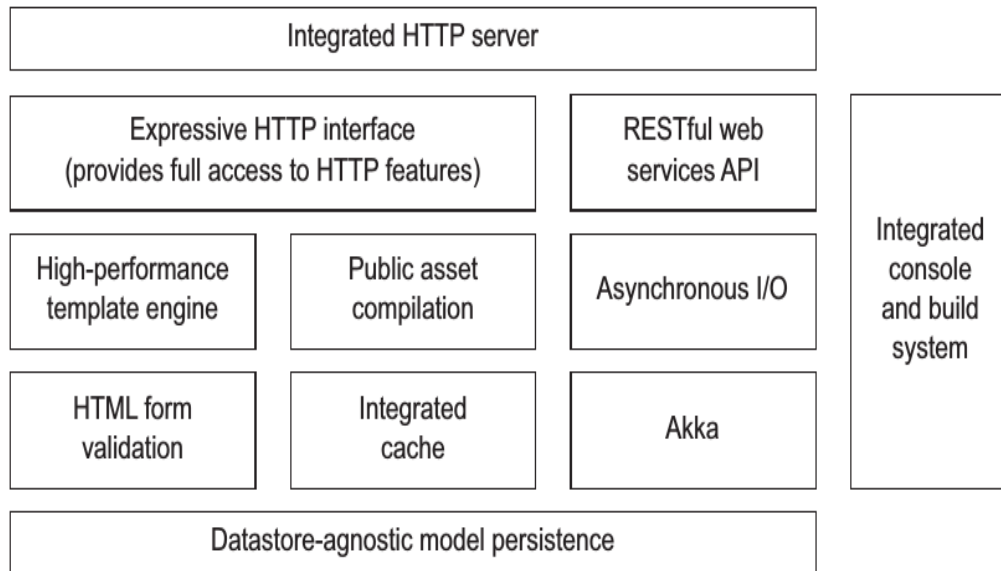 Integrated HTTP server
Expressive HTTP interface
(provides full access to HTTP features)
RESTful web
services API
Integrated
console
and build
system
High-performance
template engine
Public asset
compilation
Asynchronous I/O
HTML form
validation
Integrated
cache
Akka
Datastore-agnostic model persistence